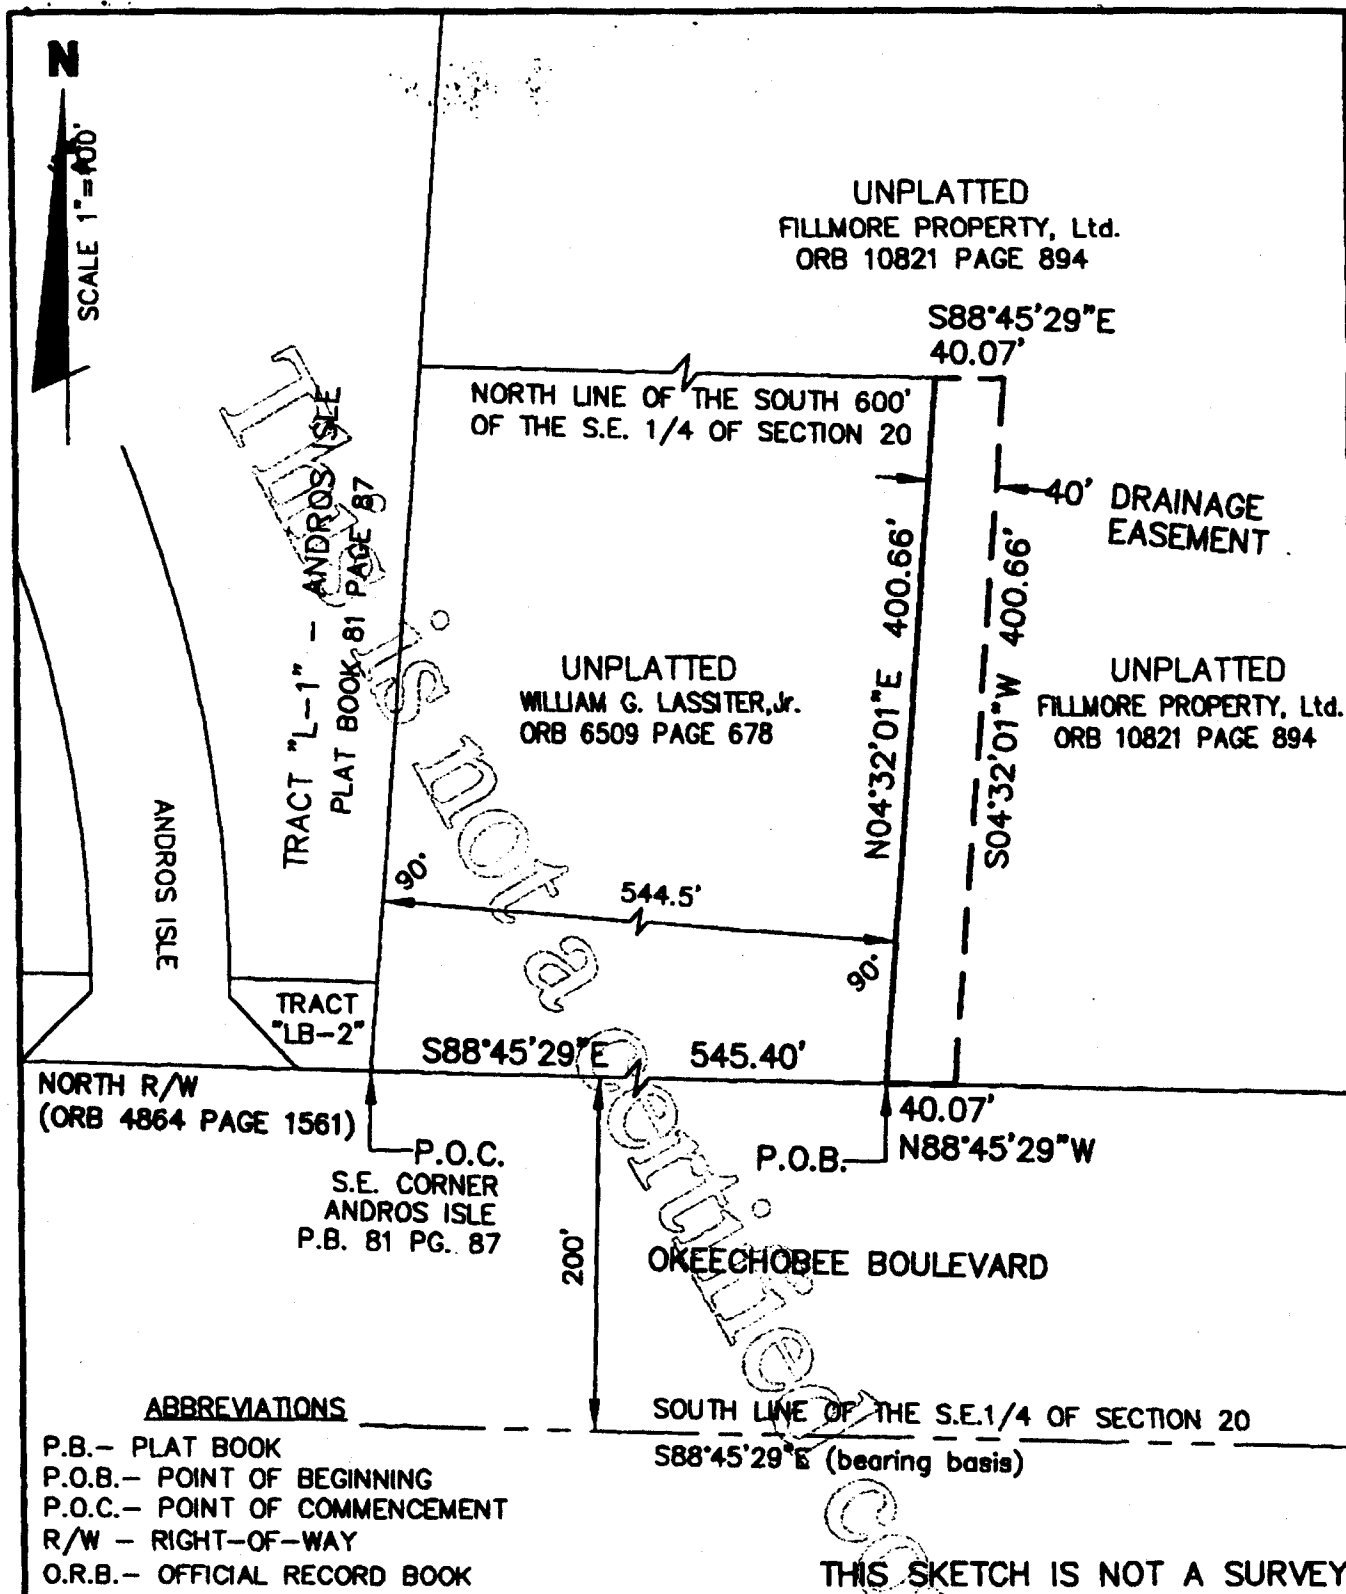 N
SCALE 1"=100'
UNPLATTED
FILLMORE PROPERTY, Ltd.
ORB 10821 PAGE 894
S88°45'29"E
40.07'
NORTH LINE OF THE SOUTH 600'
OF THE S.E. 1/4 OF SECTION 20
40' DRAINAGE
EASEMENT
TRACT "L-1" - ANDROS ISLE
PLAT BOOK 81 PAGE 87
N04°32'01"E 400.66'
S04°32'01"W 400.66'
UNPLATTED
WILLIAM G. LASSITER,Jr.
ORB 6509 PAGE 678
UNPLATTED
FILLMORE PROPERTY, Ltd.
ORB 10821 PAGE 894
ANDROS ISLE
90°
544.5'
90°
TRACT
"LB-2"
S88°45'29"E 545.40'
NORTH R/W
(ORB 4864 PAGE 1561)
40.07'
N88°45'29"W
P.O.C.
S.E. CORNER
ANDROS ISLE
P.B. 81 PG. 87
P.O.B.
200'
OKEECHOBEE BOULEVARD
ABBREVIATIONS
SOUTH LINE OF THE S.E.1/4 OF SECTION 20
S88°45'29"E (bearing basis)
P.B.- PLAT BOOK
P.O.B.- POINT OF BEGINNING
P.O.C.- POINT OF COMMENCEMENT
R/W - RIGHT-OF-WAY
O.R.B.- OFFICIAL RECORD BOOK
THIS SKETCH IS NOT A SURVEY
This is not a certified co